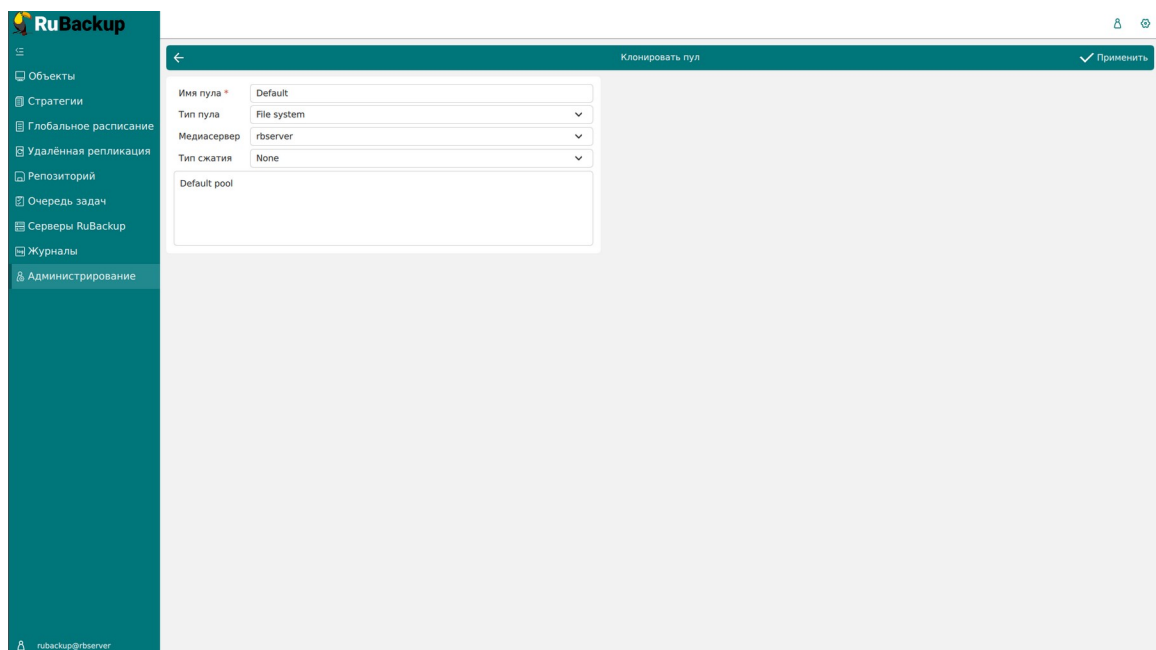 RuBackup
Объекты
Стратегии
Глобальное расписание
Удалённая репликация
Репозиторий
Очередь задач
Серверы RuBackup
Журналы
Администрирование
rubackup@rbserver
Клонировать пул
Применить
Имя пула * Default
Тип пула File system
Медиасервер rbserver
Тип сжатия None
Default pool